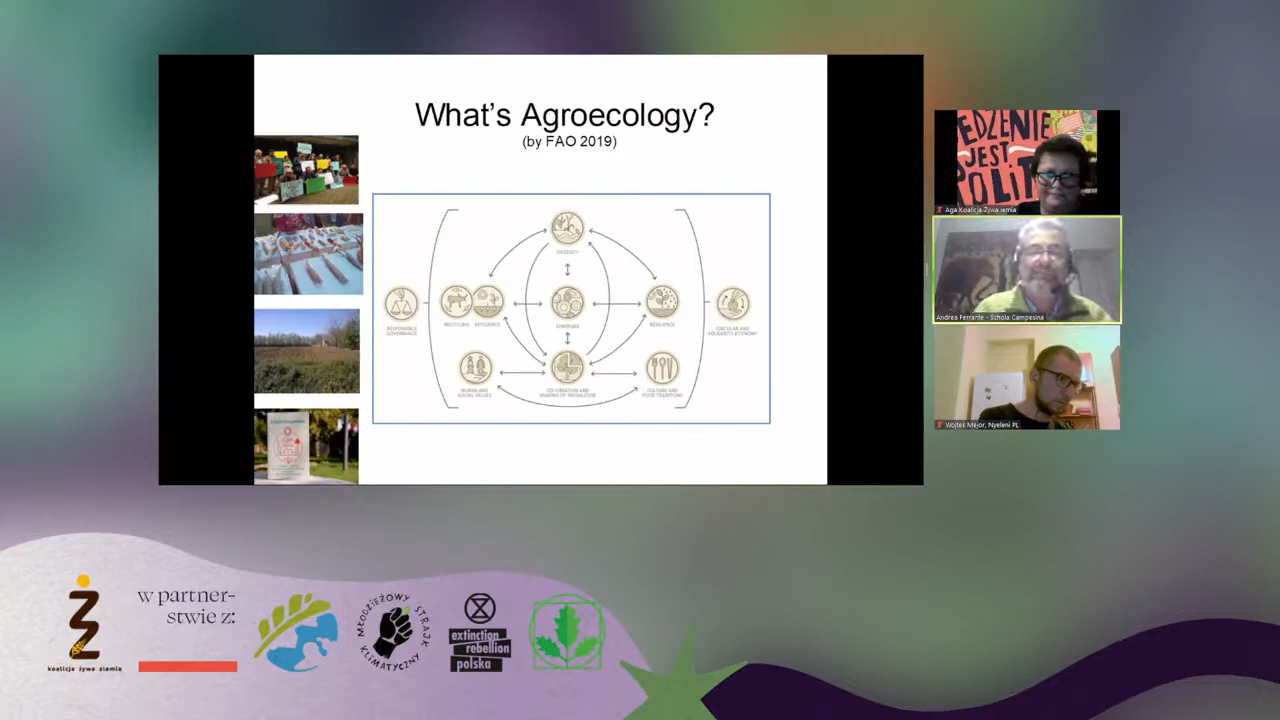 What's Agroecology?
(by FAO 2019)
DIVERSITY
RECYCLING
EFFICIENCY
SYNERGIES
RESILIENCE
RESPONSIBLE
GOVERNANCE
CIRCULAR AND
SOLIDARITY ECONOMY
HUMAN AND
SOCIAL VALUES
CO-CREATION AND
SHARING OF KNOWLEDGE
CULTURE AND
FOOD TRADITIONS
EDZENIE
JEST
POLIT
Aga Koalicja Żywa
Andrea Ferrante - Schola Campesina
Wojtek Mejor, Nyeleni PL
koalicja żywa ziemia
w partner-
stwie z:
MŁODZIEŻOWY STRAJK
KLIMATYCZNY
extinction
rebellion
polska